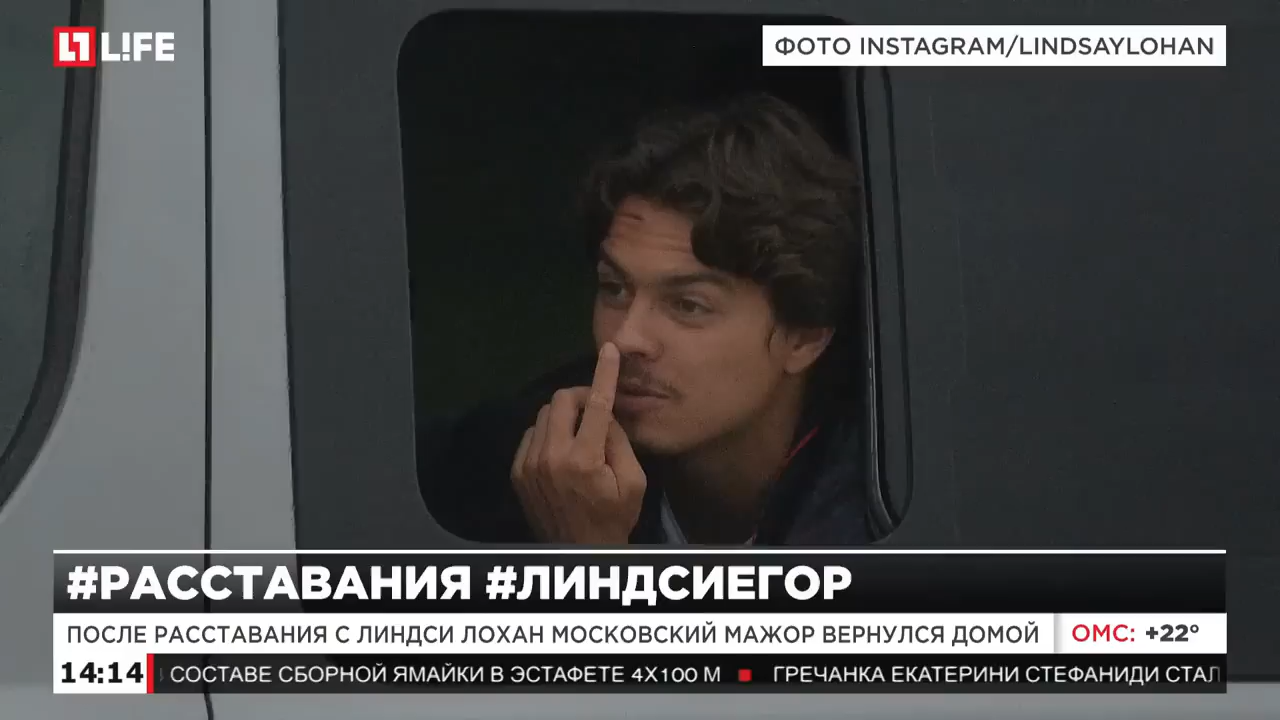 L!FE
ФОТО INSTAGRAM/LINDSAYLOHAN
#РАССТАВАНИЯ #ЛИНДСИЕГОР
ПОСЛЕ РАССТАВАНИЯ С ЛИНДСИ ЛОХАН МОСКОВСКИЙ МАЖОР ВЕРНУЛСЯ ДОМОЙ
ОМС: +22°
14:14
СОСТАВЕ СБОРНОЙ ЯМАЙКИ В ЭСТАФЕТЕ 4X100 М ГРЕЧАНКА ЕКАТЕРИНИ СТЕФАНИДИ СТАЛ